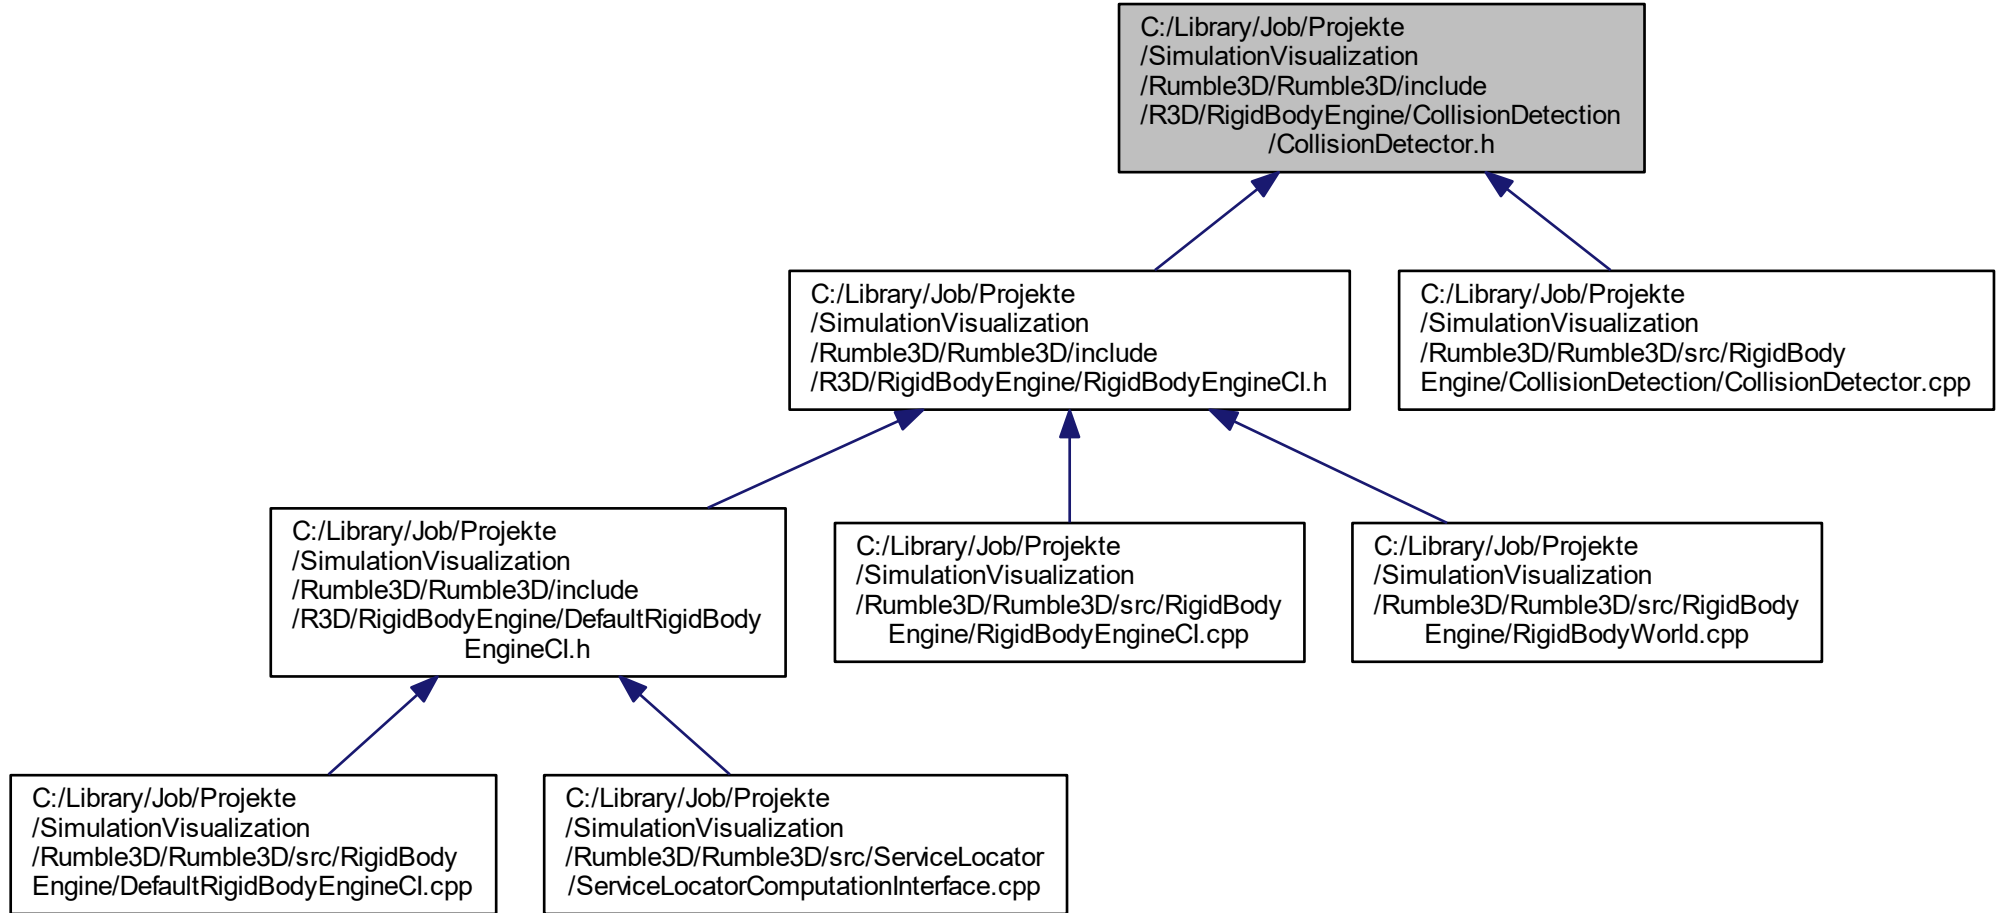 C:/Library/Job/Projekte
/SimulationVisualization
/Rumble3D/Rumble3D/include
/R3D/RigidBodyEngine/CollisionDetection
/CollisionDetector.h
C:/Library/Job/Projekte
/SimulationVisualization
/Rumble3D/Rumble3D/include
/R3D/RigidBodyEngine/RigidBodyEngineCI.h
C:/Library/Job/Projekte
/SimulationVisualization
/Rumble3D/Rumble3D/src/RigidBody
Engine/CollisionDetection/CollisionDetector.cpp
C:/Library/Job/Projekte
/SimulationVisualization
/Rumble3D/Rumble3D/include
/R3D/RigidBodyEngine/DefaultRigidBody
EngineCI.h
C:/Library/Job/Projekte
/SimulationVisualization
/Rumble3D/Rumble3D/src/RigidBody
Engine/RigidBodyEngineCI.cpp
C:/Library/Job/Projekte
/SimulationVisualization
/Rumble3D/Rumble3D/src/RigidBody
Engine/RigidBodyWorld.cpp
C:/Library/Job/Projekte
/SimulationVisualization
/Rumble3D/Rumble3D/src/RigidBody
Engine/DefaultRigidBodyEngineCI.cpp
C:/Library/Job/Projekte
/SimulationVisualization
/Rumble3D/Rumble3D/src/ServiceLocator
/ServiceLocatorComputationInterface.cpp